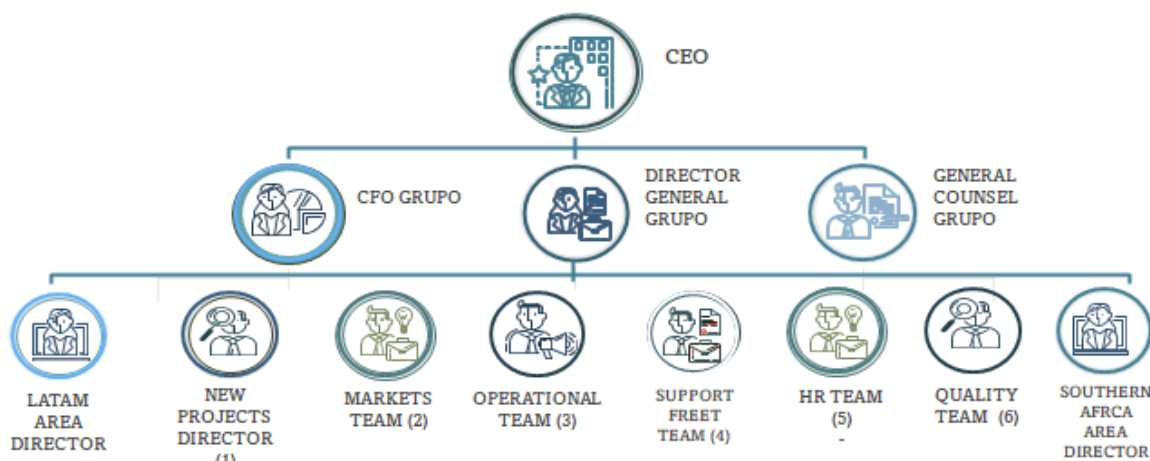 CEO
CFO GRUPO
DIRECTOR
GENERAL
GRUPO
GENERAL
COUNSEL
GRUPO
LATAM
AREA
DIRECTOR
NEW
PROJECTS
DIRECTOR
(1)
MARKETS
TEAM (2)
OPERATIONAL
TEAM (3)
SUPPORT
FREET
TEAM (4)
HR TEAM
(5)
-
QUALITY
TEAM (6)
SOUTHERN
AFRCA
AREA
DIRECTOR